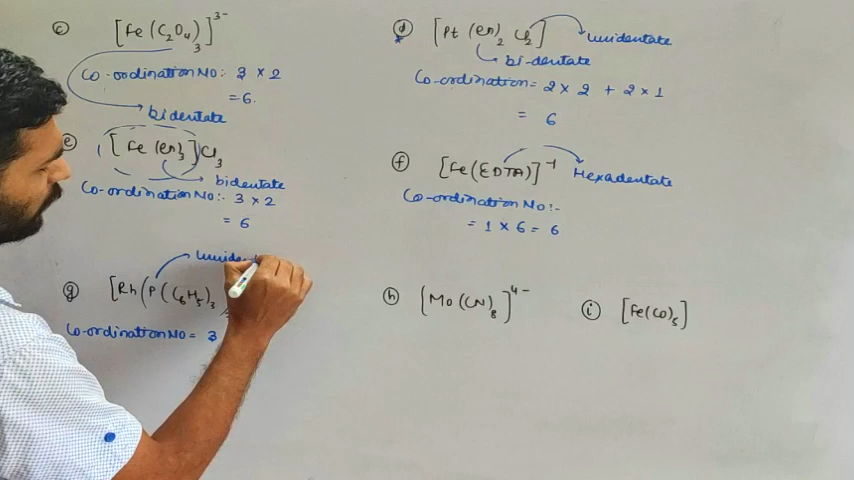 c [Fe (C₂O₄)₃]³⁻
Co-ordination No:- 3 × 2
= 6.
bidentate
d [Pt (en)₂ Cl₂]
unidentate
bi-dentate
Co-ordination = 2 × 2 + 2 × 1
= 6
e [Fe (en)₃]Cl₃
bidentate
Co-ordination No:- 3 × 2
= 6
f [Fe(EDTA)]⁻¹
Hexadentate
Co-ordination No:-
= 1 × 6 = 6
unident
g [Rh(P(C₆H₅)₃
Co-ordination No = 3
h [Mo(CN)₈]⁴⁻
i [Fe(CO)₅]